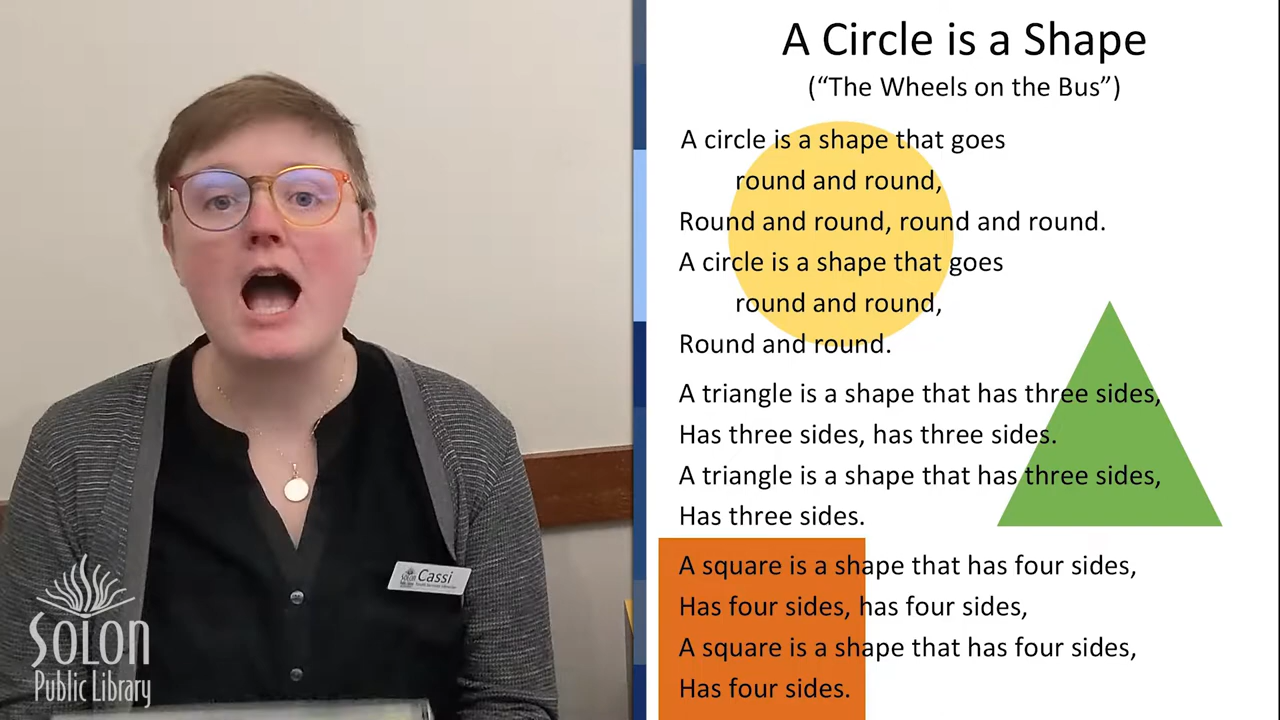 A Circle is a Shape
("The Wheels on the Bus")
A circle is a shape that goes
round and round,
Round and round, round and round.
A circle is a shape that goes
round and round,
Round and round.
A triangle is a shape that has three sides,
Has three sides, has three sides.
A triangle is a shape that has three sides,
Has three sides.
A square is a shape that has four sides,
Has four sides, has four sides,
A square is a shape that has four sides,
Has four sides.
Cassi
SOLON
Public Library